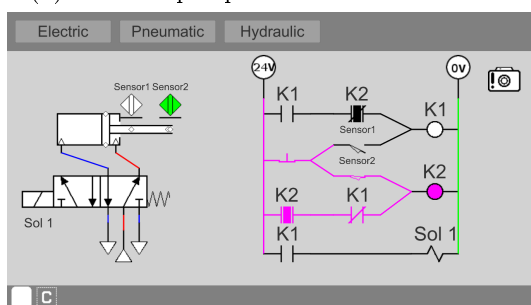 (  )
Electric Pneumatic Hydraulic
24V 0V
Sensor1 Sensor2
K1 K2 K1
Sensor1
Sensor2
K2
K2 K1
Sol 1
K1 Sol 1
C